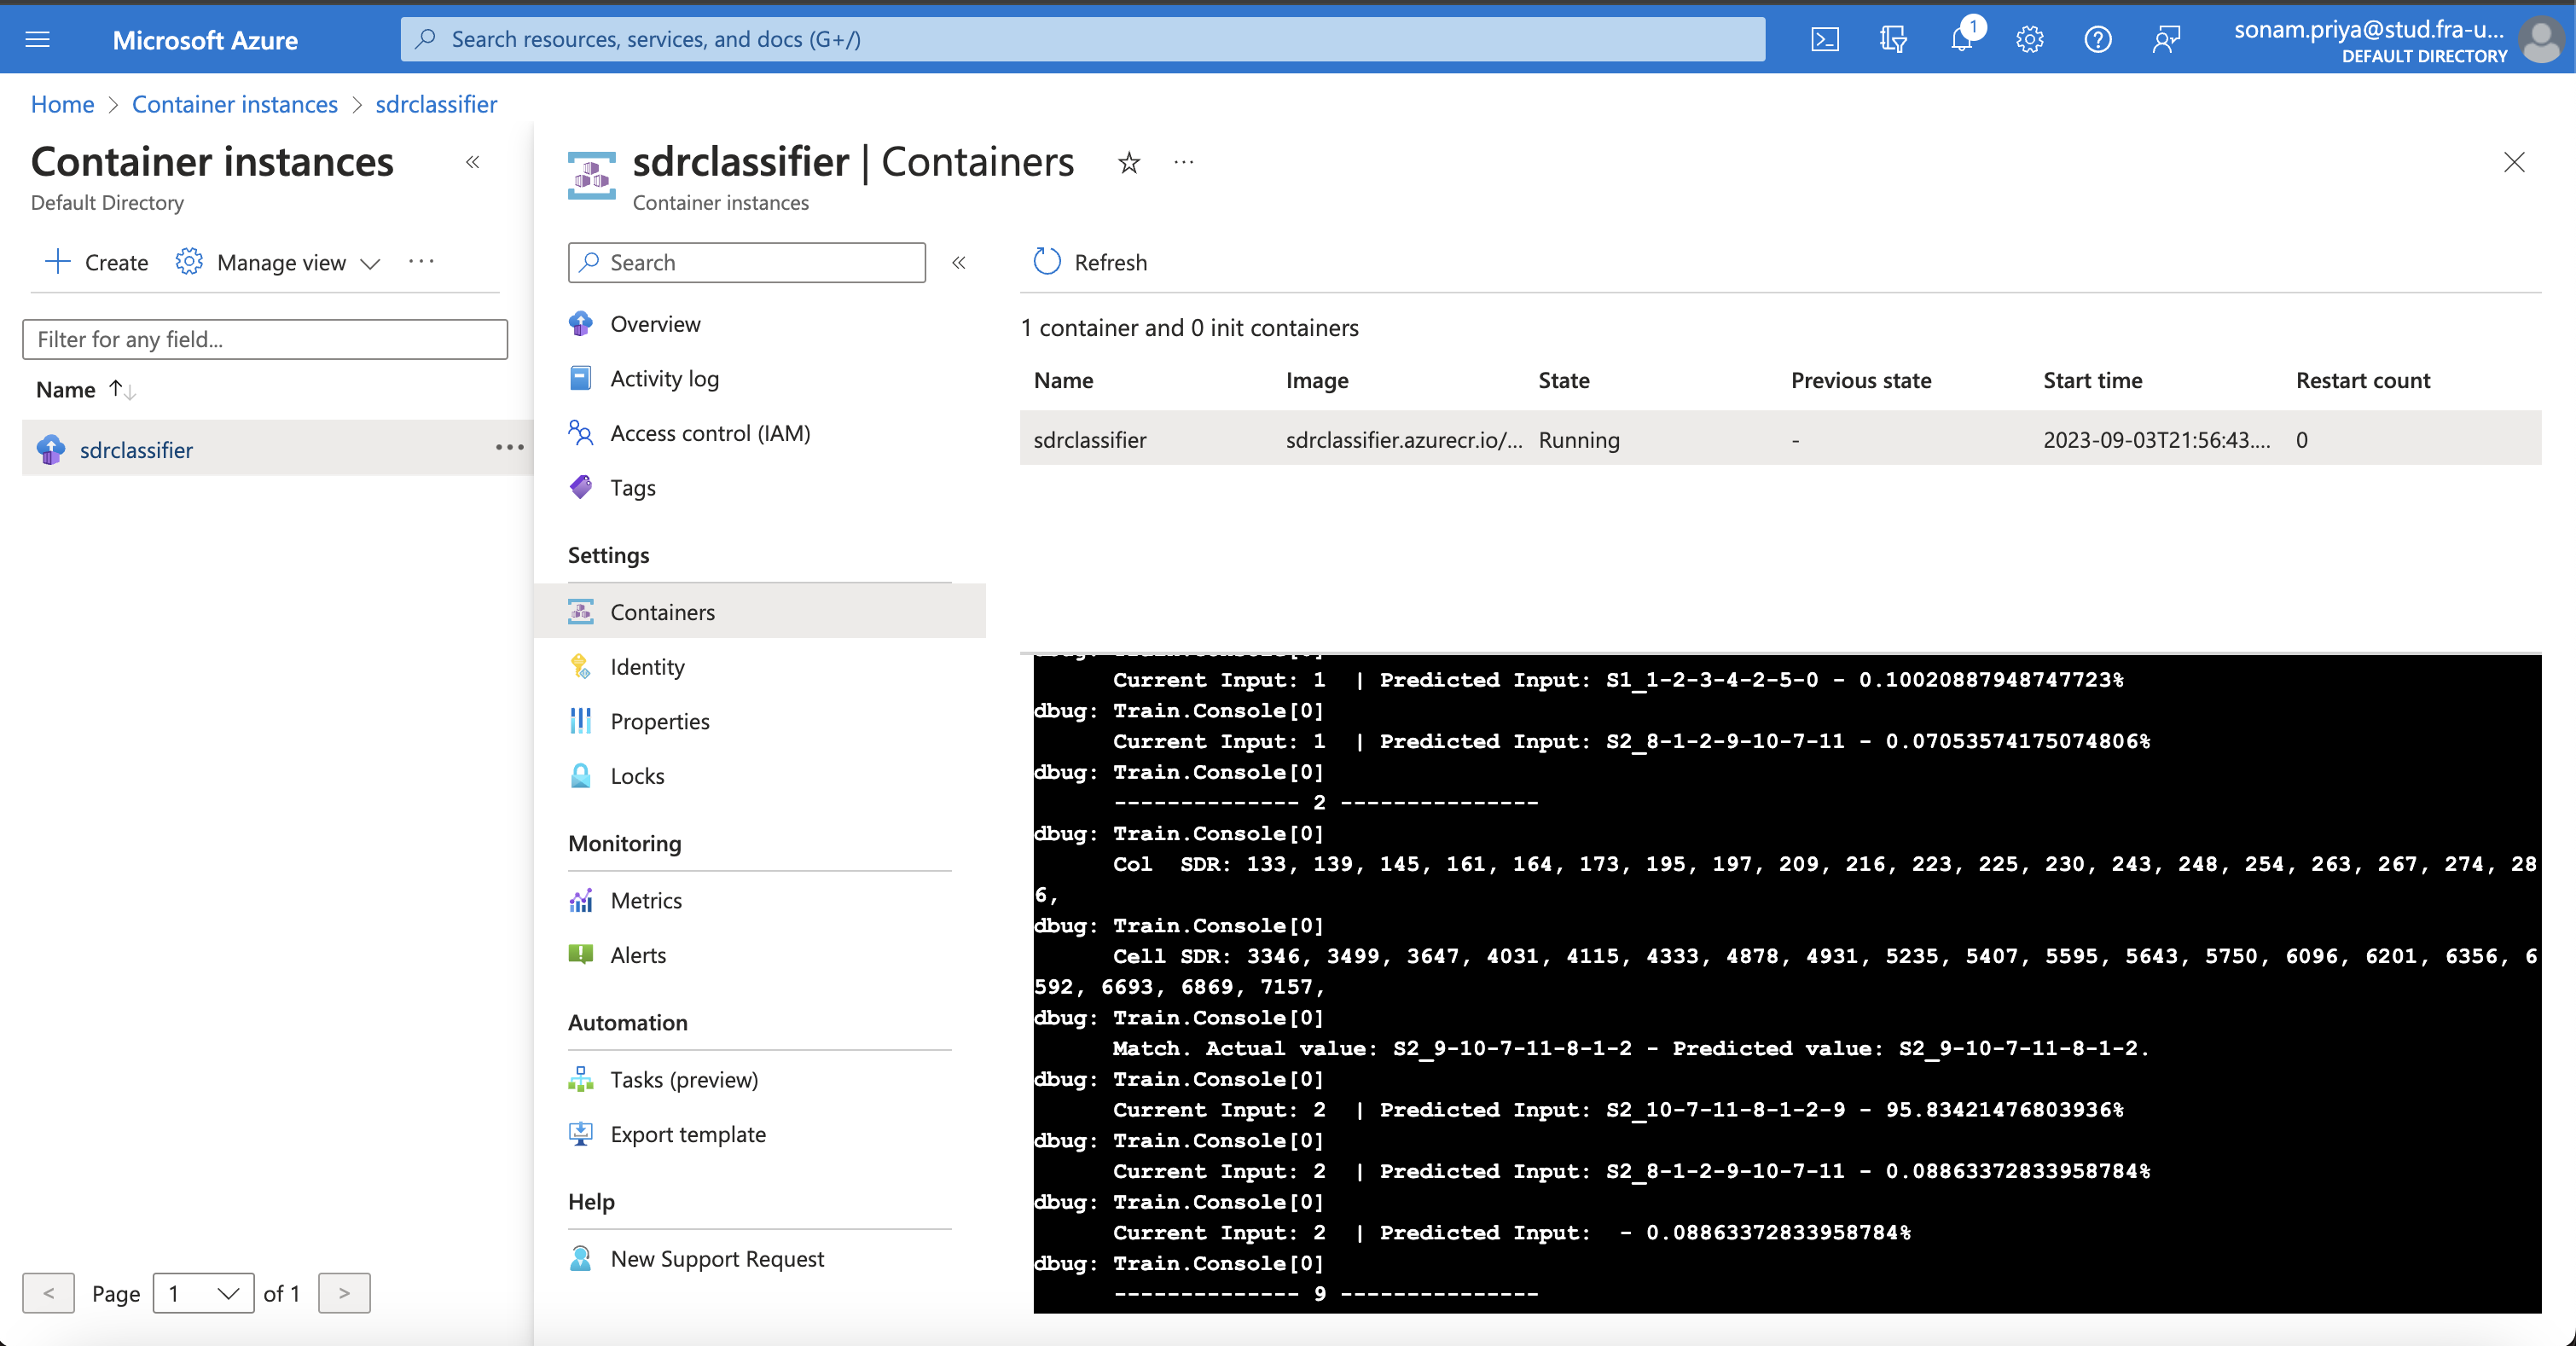 Microsoft Azure
Search resources, services, and docs (G+/)
1
sonam.priya@stud.fra-u...
DEFAULT DIRECTORY
Home > Container instances > sdrclassifier
Container instances
Default Directory
Create
Manage view
Filter for any field...
Name
sdrclassifier
< Page 1 of 1 >
sdrclassifier | Containers
Container instances
Search
Overview
Activity log
Access control (IAM)
Tags
Settings
Containers
Identity
Properties
Locks
Monitoring
Metrics
Alerts
Automation
Tasks (preview)
Export template
Help
New Support Request
Refresh
1 container and 0 init containers
Name Image State Previous state Start time Restart count
sdrclassifier sdrclassifier.azurecr.io/... Running - 2023-09-03T21:56:43.... 0
dbug: Train.Console[0]
Current Input: 1 | Predicted Input: S1_1-2-3-4-2-5-0 - 0.10020887948747723%
dbug: Train.Console[0]
Current Input: 1 | Predicted Input: S2_8-1-2-9-10-7-11 - 0.07053574175074806%
dbug: Train.Console[0]
-------------- 2 ---------------
dbug: Train.Console[0]
Col SDR: 133, 139, 145, 161, 164, 173, 195, 197, 209, 216, 223, 225, 230, 243, 248, 254, 263, 267, 274, 28
6,
dbug: Train.Console[0]
Cell SDR: 3346, 3499, 3647, 4031, 4115, 4333, 4878, 4931, 5235, 5407, 5595, 5643, 5750, 6096, 6201, 6356, 6
592, 6693, 6869, 7157,
dbug: Train.Console[0]
Match. Actual value: S2_9-10-7-11-8-1-2 - Predicted value: S2_9-10-7-11-8-1-2.
dbug: Train.Console[0]
Current Input: 2 | Predicted Input: S2_10-7-11-8-1-2-9 - 95.83421476803936%
dbug: Train.Console[0]
Current Input: 2 | Predicted Input: S2_8-1-2-9-10-7-11 - 0.08863372833958784%
dbug: Train.Console[0]
Current Input: 2 | Predicted Input: - 0.08863372833958784%
dbug: Train.Console[0]
-------------- 9 ---------------